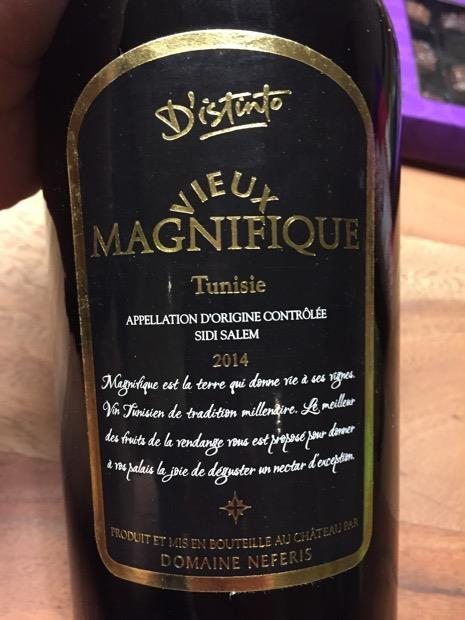 D'istinto
VIEUX
MAGNIFIQUE
Tunisie
APPELLATION D'ORIGINE CONTRÔLÉE
SIDI SALEM
2014
Magnifique est la terre qui donne vie à ses vignes.
Vin Tunisien de tradition millenaire. Le meilleur
des fruits de la vendange vous est proposé pour donner
à vos palais la joie de déguster un nectar d'exception.
PRODUIT ET MIS EN BOUTEILLE AU CHÂTEAU PAR
DOMAINE NEFERIS